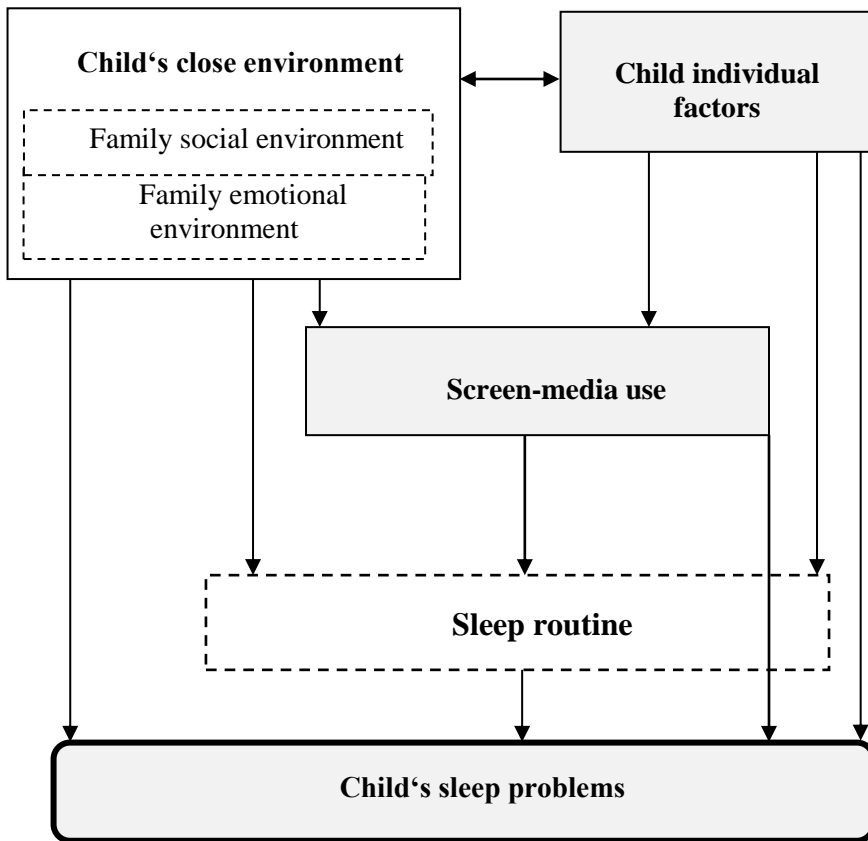 Child‘s close environment
Family social environment
Family emotional
environment
Child individual
factors
Screen-media use
Sleep routine
Child‘s sleep problems